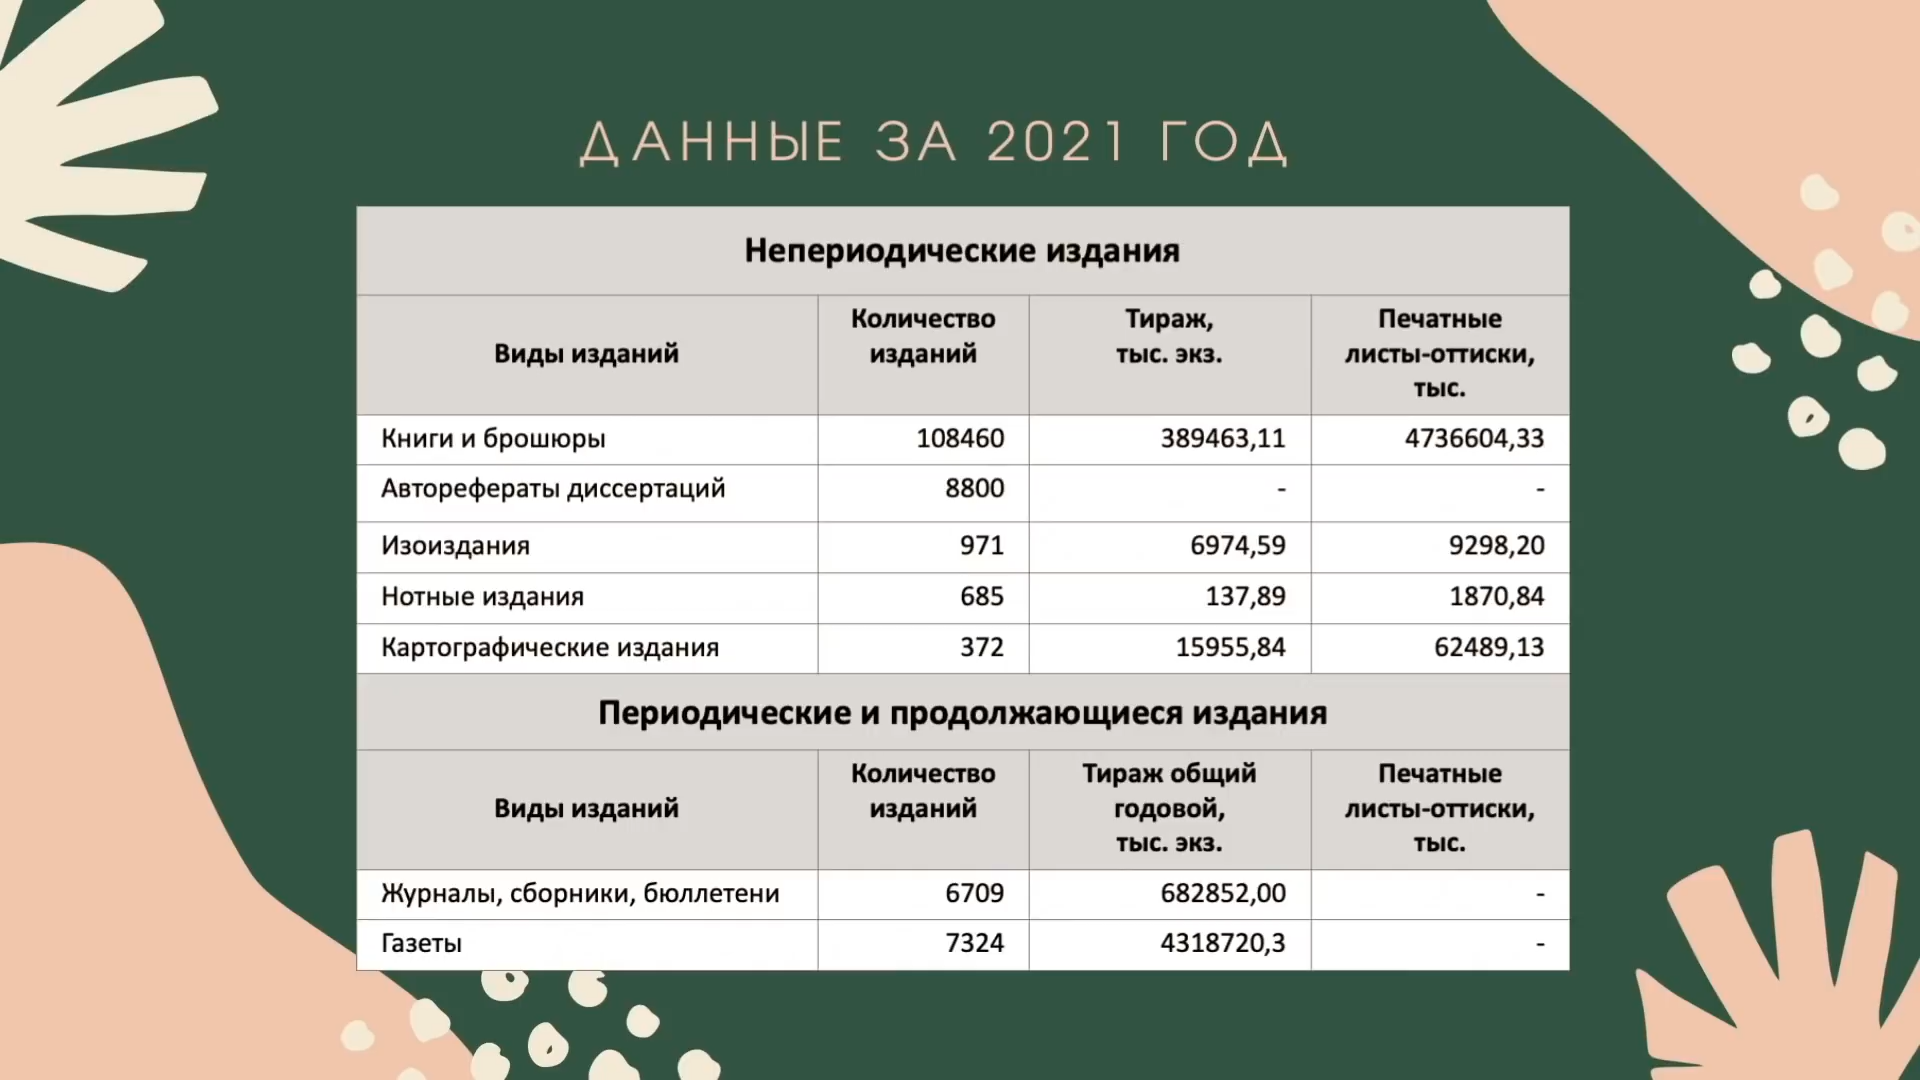 ДАННЫЕ ЗА 2021 ГОД
Непериодические издания
Виды изданий
Количество
изданий
Тираж,
тыс. экз.
Печатные
листы-оттиски,
тыс.
Книги и брошюры 108460 389463,11 4736604,33
Авторефераты диссертаций 8800 - -
Изоиздания 971 6974,59 9298,20
Нотные издания 685 137,89 1870,84
Картографические издания 372 15955,84 62489,13
Периодические и продолжающиеся издания
Виды изданий
Количество
изданий
Тираж общий
годовой,
тыс. экз.
Печатные
листы-оттиски,
тыс.
Журналы, сборники, бюллетени 6709 682852,00 -
Газеты 7324 4318720,3 -